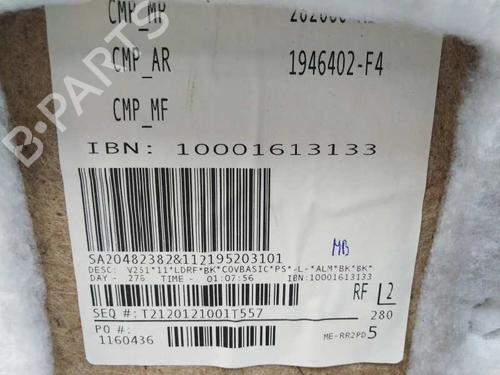 CMP_MP
CMP_AR 1946402-F4
CMP_MF
IBN: 10001613133
SA20482382&112195203101
MB
DESC: V251*11*LDRF*BK*COVBASIC*PS*-L-*ALM*BK*BK*
DAY - 276 TIME - 01:07:56 IBN:10001613133
RF L2
SEQ #: T2120121001T557 280
PO #: ME-RR2PD5
1160436
B-PARTS